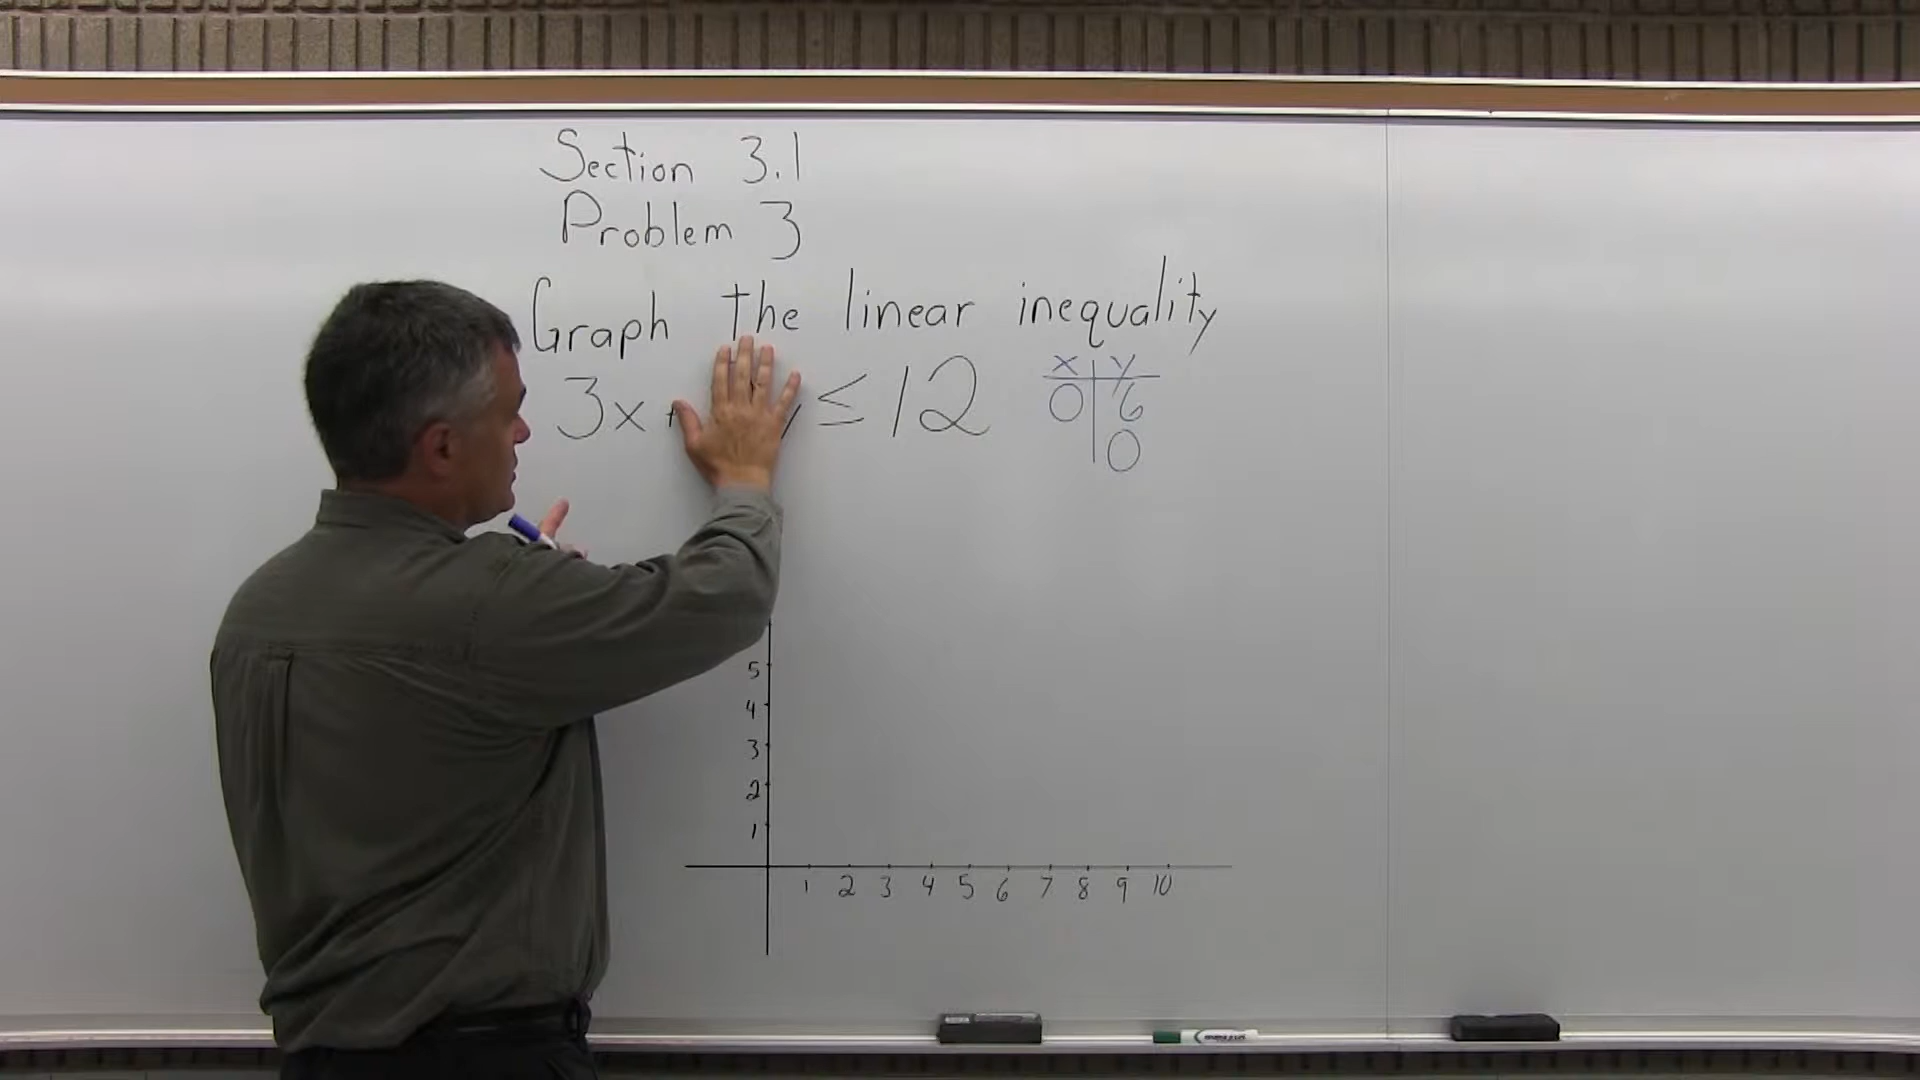 Section 3.1
Problem 3
Graph the linear inequality
3x + y ≤ 12
x y
0 6
0
5
4
3
2
1
1 2 3 4 5 6 7 8 9 10